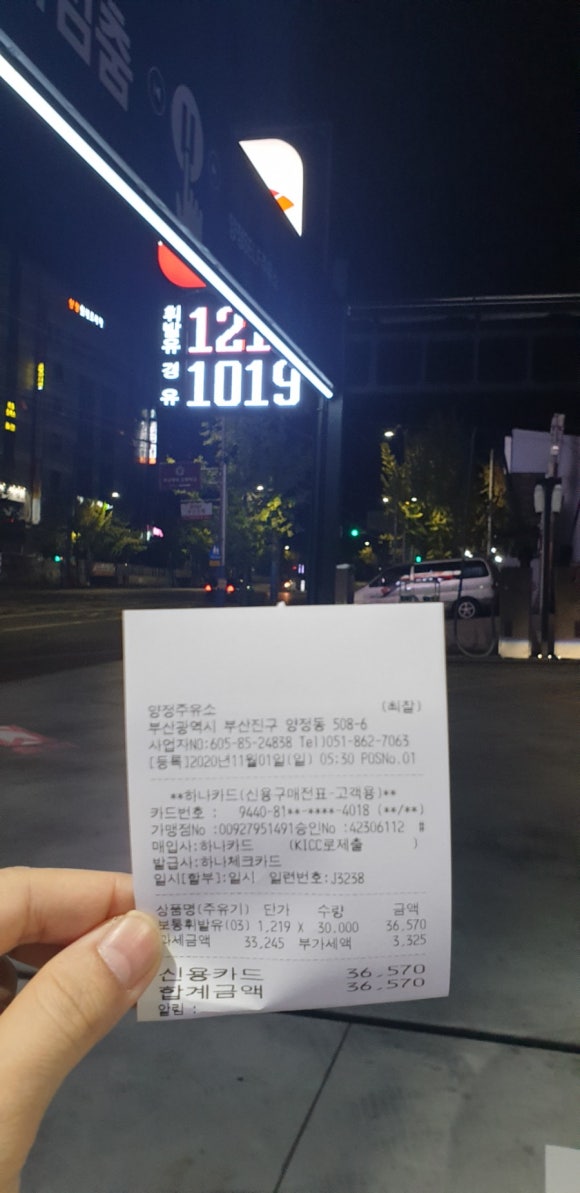 휘발유 121
경유 1019
양정주유소 (최잘)
부산광역시 부산진구 양정동 508-6
사업자NO:605-85-24838 Tel)051-862-7063
[등록]2020년11월01일(일) 05:30 POSNo.01
**하나카드(신용구매전표-고객용)**
카드번호 : 9440-81**-****-4018 (**/**)
가맹점No :00927951491승인No :42306112 #
매입사:하나카드 (KICC로제출 )
발급사:하나체크카드
일시[할부]:일시 일련번호:J3238
상품명(주유기) 단가 수량 금액
보통휘발유(03) 1,219 X 30.000 36,570
과세금액 33,245 부가세액 3,325
신용카드 36,570
합계금액 36,570
알림 :